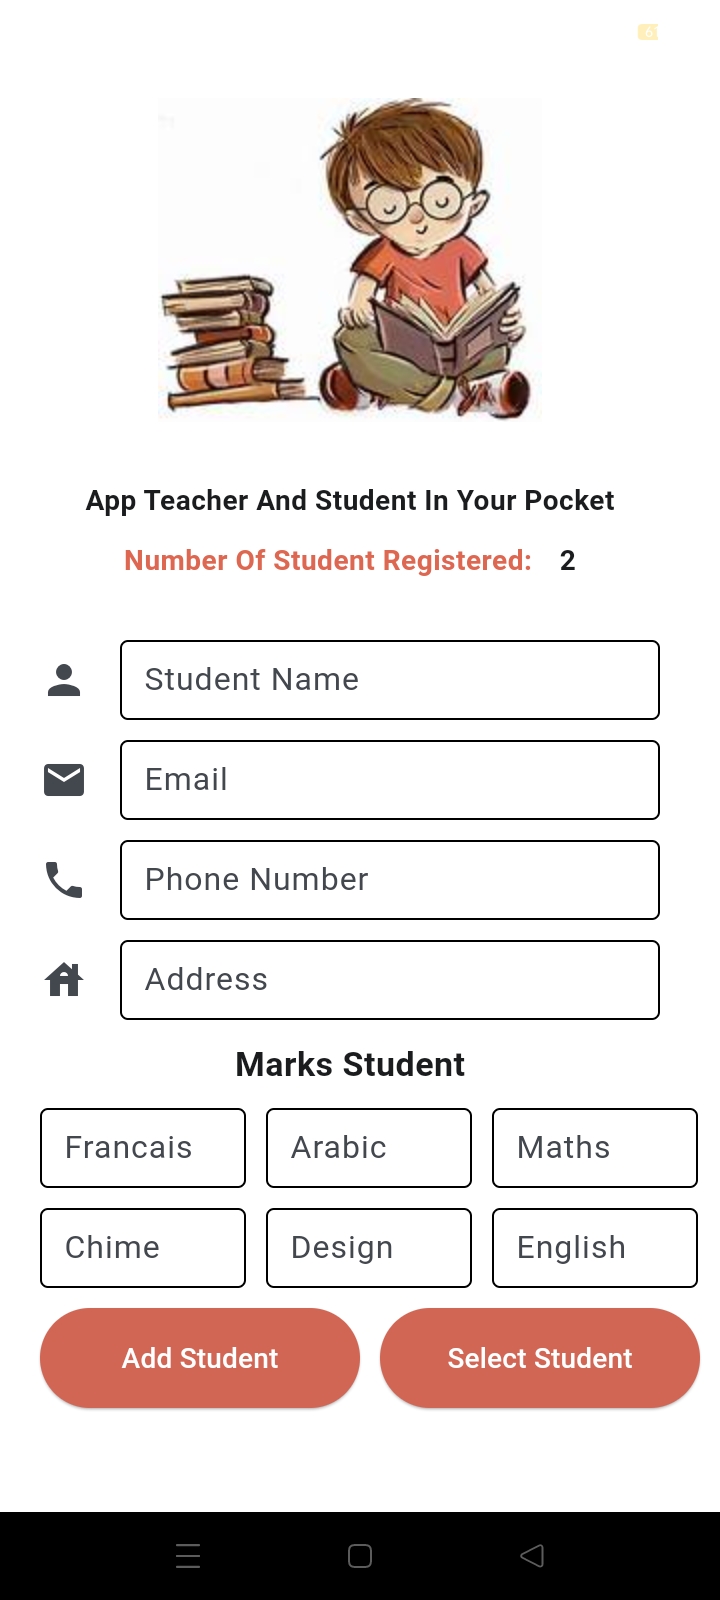 App Teacher And Student In Your Pocket
Number Of Student Registered: 2
Student Name
Email
Phone Number
Address
Marks Student
Francais Arabic Maths
Chime Design English
Add Student Select Student